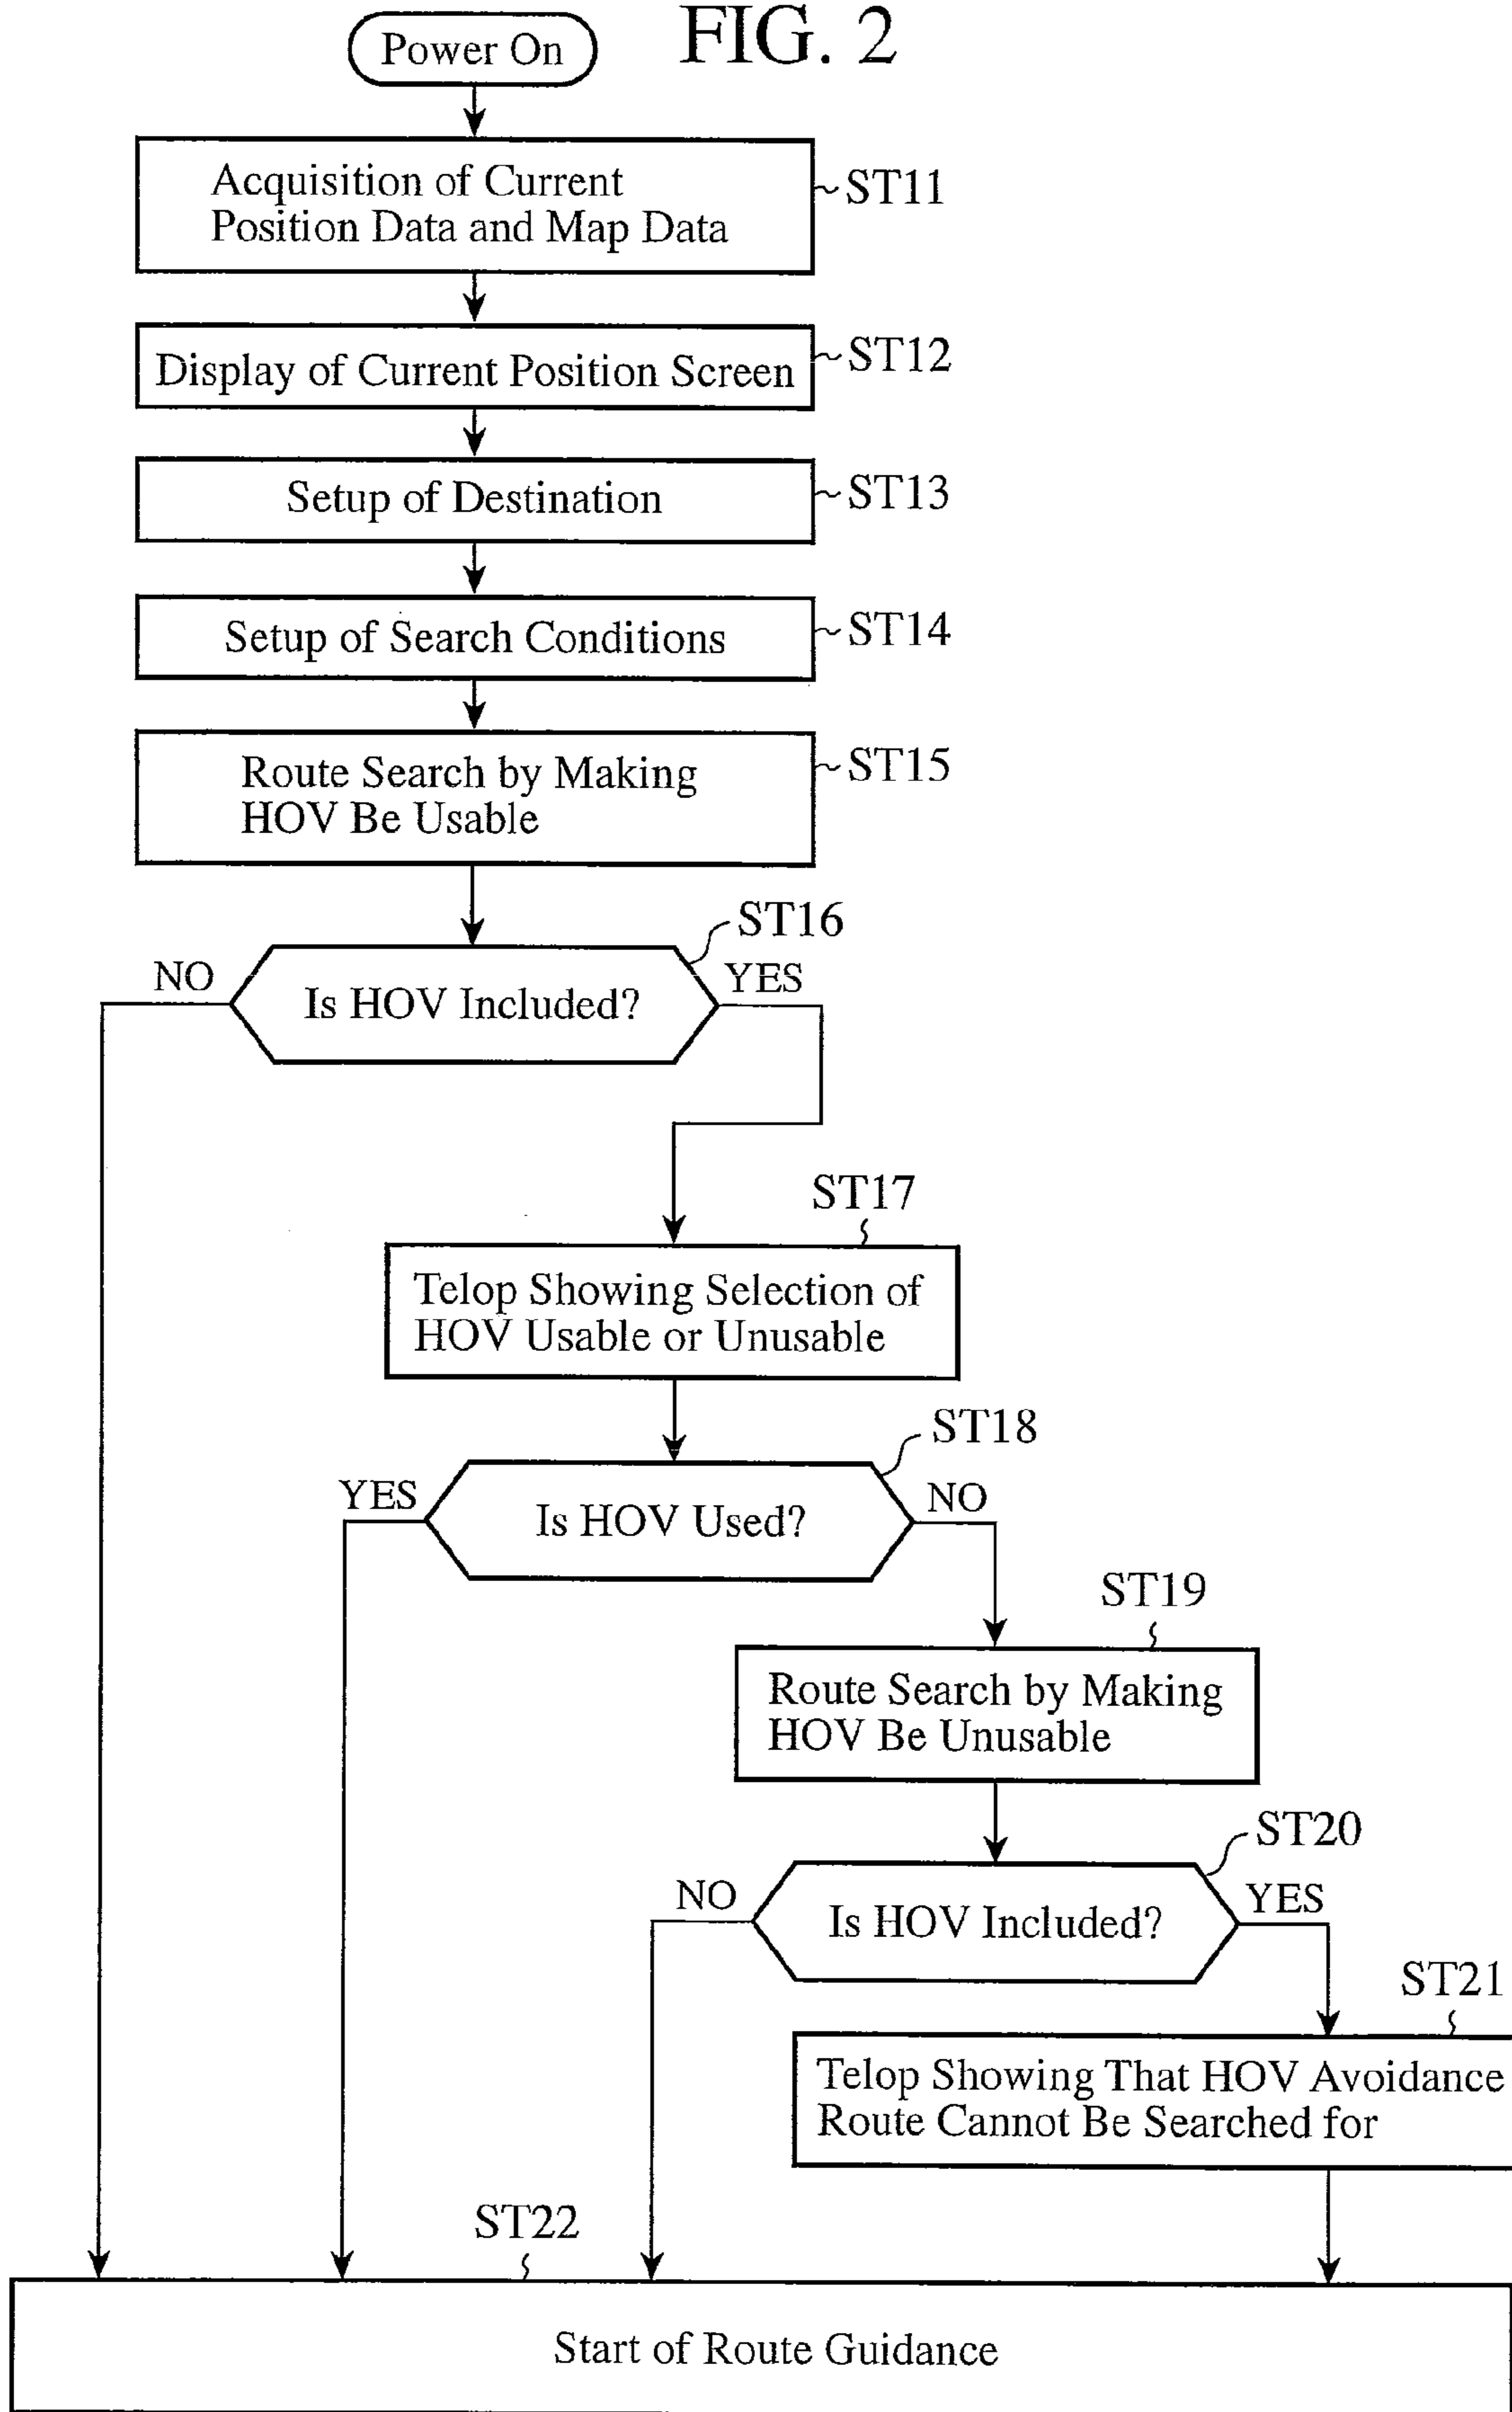 FIG. 2
Power On
Acquisition of Current
Position Data and Map Data
ST11
Display of Current Position Screen
ST12
Setup of Destination
ST13
Setup of Search Conditions
ST14
Route Search by Making
HOV Be Usable
ST15
ST16
NO
Is HOV Included?
YES
ST17
Telop Showing Selection of
HOV Usable or Unusable
ST18
YES
Is HOV Used?
NO
ST19
Route Search by Making
HOV Be Unusable
ST20
NO
Is HOV Included?
YES
ST21
Telop Showing That HOV Avoidance
Route Cannot Be Searched for
ST22
Start of Route Guidance